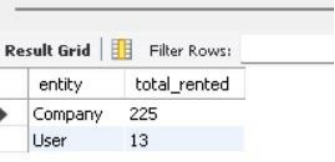 Result Grid Filter Rows:
entity total_rented
Company 225
User 13